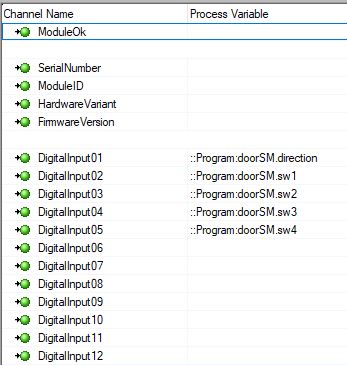 Channel Name Process Variable
ModuleOk
SerialNumber
ModuleID
HardwareVariant
FirmwareVersion
DigitalInput01 ::Program:doorSM.direction
DigitalInput02 ::Program:doorSM.sw1
DigitalInput03 ::Program:doorSM.sw2
DigitalInput04 ::Program:doorSM.sw3
DigitalInput05 ::Program:doorSM.sw4
DigitalInput06
DigitalInput07
DigitalInput08
DigitalInput09
DigitalInput10
DigitalInput11
DigitalInput12